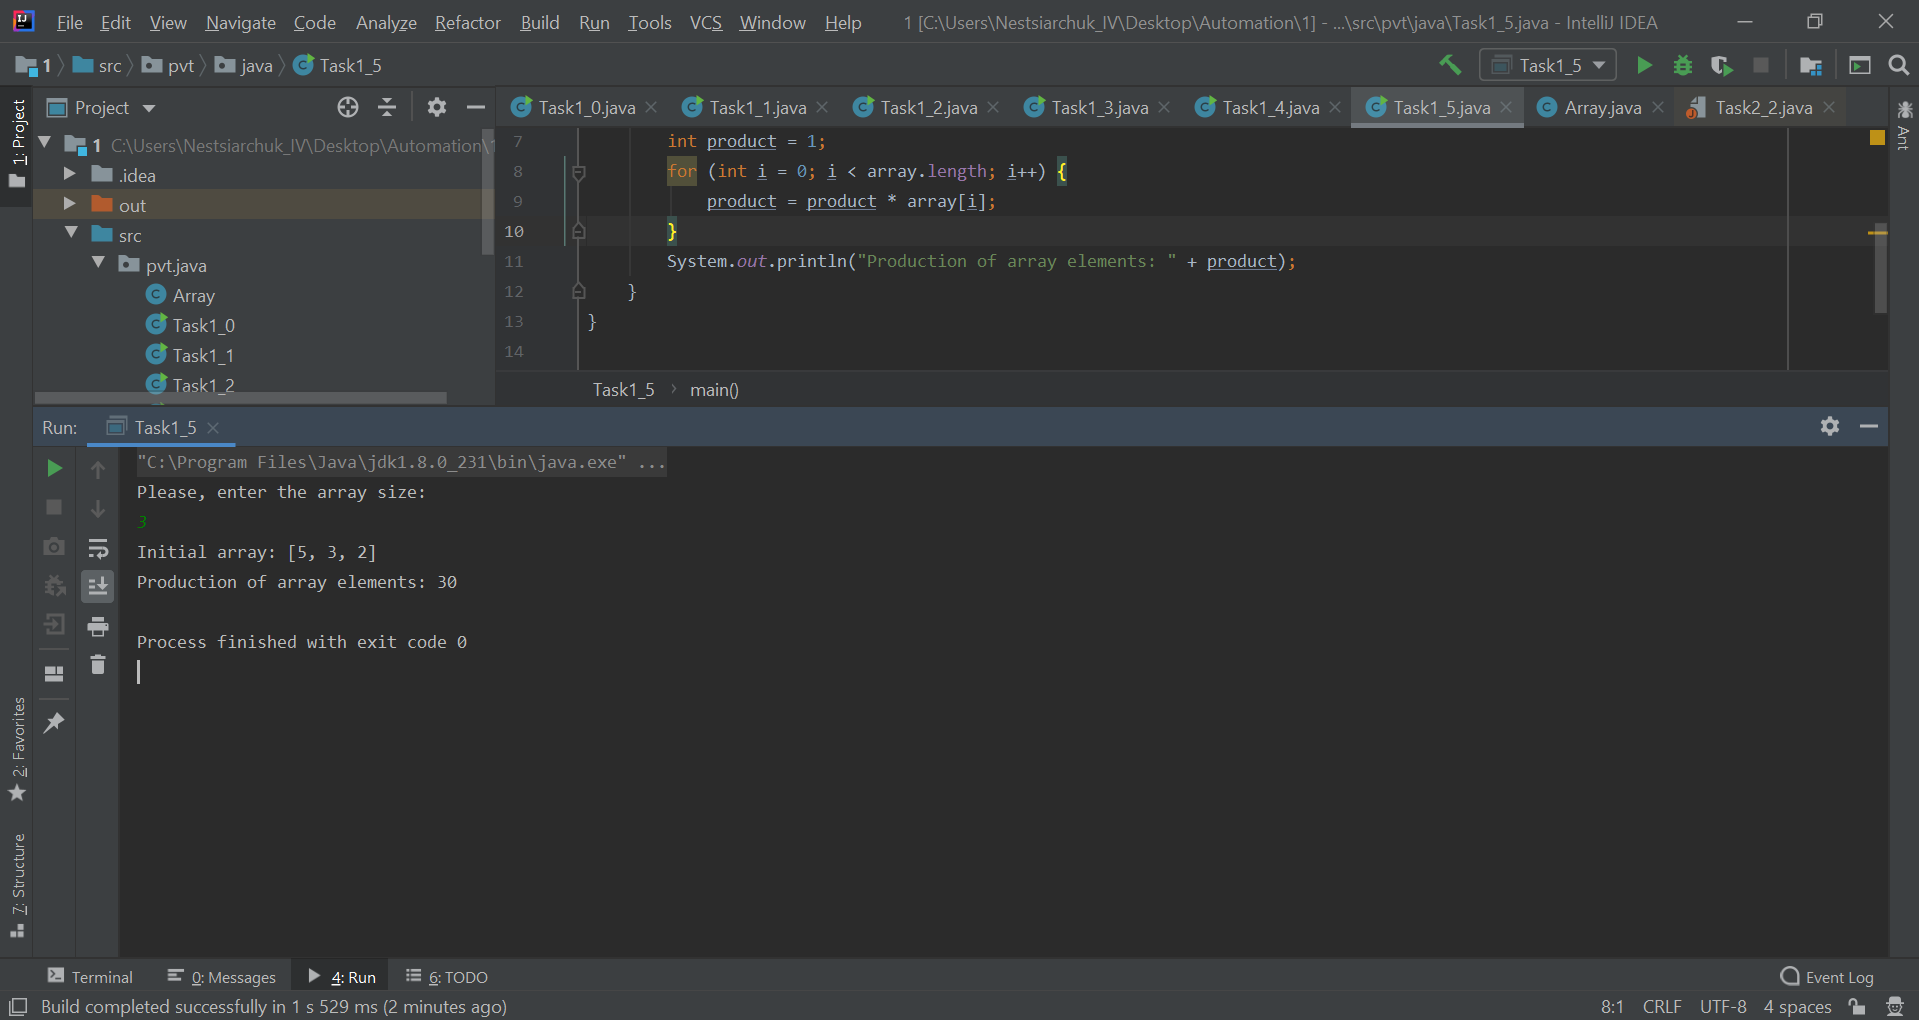 File Edit View Navigate Code Analyze Refactor Build Run Tools VCS Window Help 1 [C:\Users\Nestsiarchuk_IV\Desktop\Automation\1] - ...\src\pvt\java\Task1_5.java - IntelliJ IDEA
1 src pvt java Task1_5 Task1_5
1: Project
Project
Task1_0.java Task1_1.java Task1_2.java Task1_3.java Task1_4.java Task1_5.java Array.java Task2_2.java
Ant
1 C:\Users\Nestsiarchuk_IV\Desktop\Automation\1
.idea
out
src
pvt.java
Array
Task1_0
Task1_1
Task1_2
7 int product = 1;
8 for (int i = 0; i < array.length; i++) {
9 product = product * array[i];
10 }
11 System.out.println("Production of array elements: " + product);
12 }
13 }
14
Task1_5 main()
Run: Task1_5
"C:\Program Files\Java\jdk1.8.0_231\bin\java.exe" ...
Please, enter the array size:
3
Initial array: [5, 3, 2]
Production of array elements: 30
Process finished with exit code 0
2: Favorites
7: Structure
Terminal 0: Messages 4: Run 6: TODO Event Log
Build completed successfully in 1 s 529 ms (2 minutes ago) 8:1 CRLF UTF-8 4 spaces